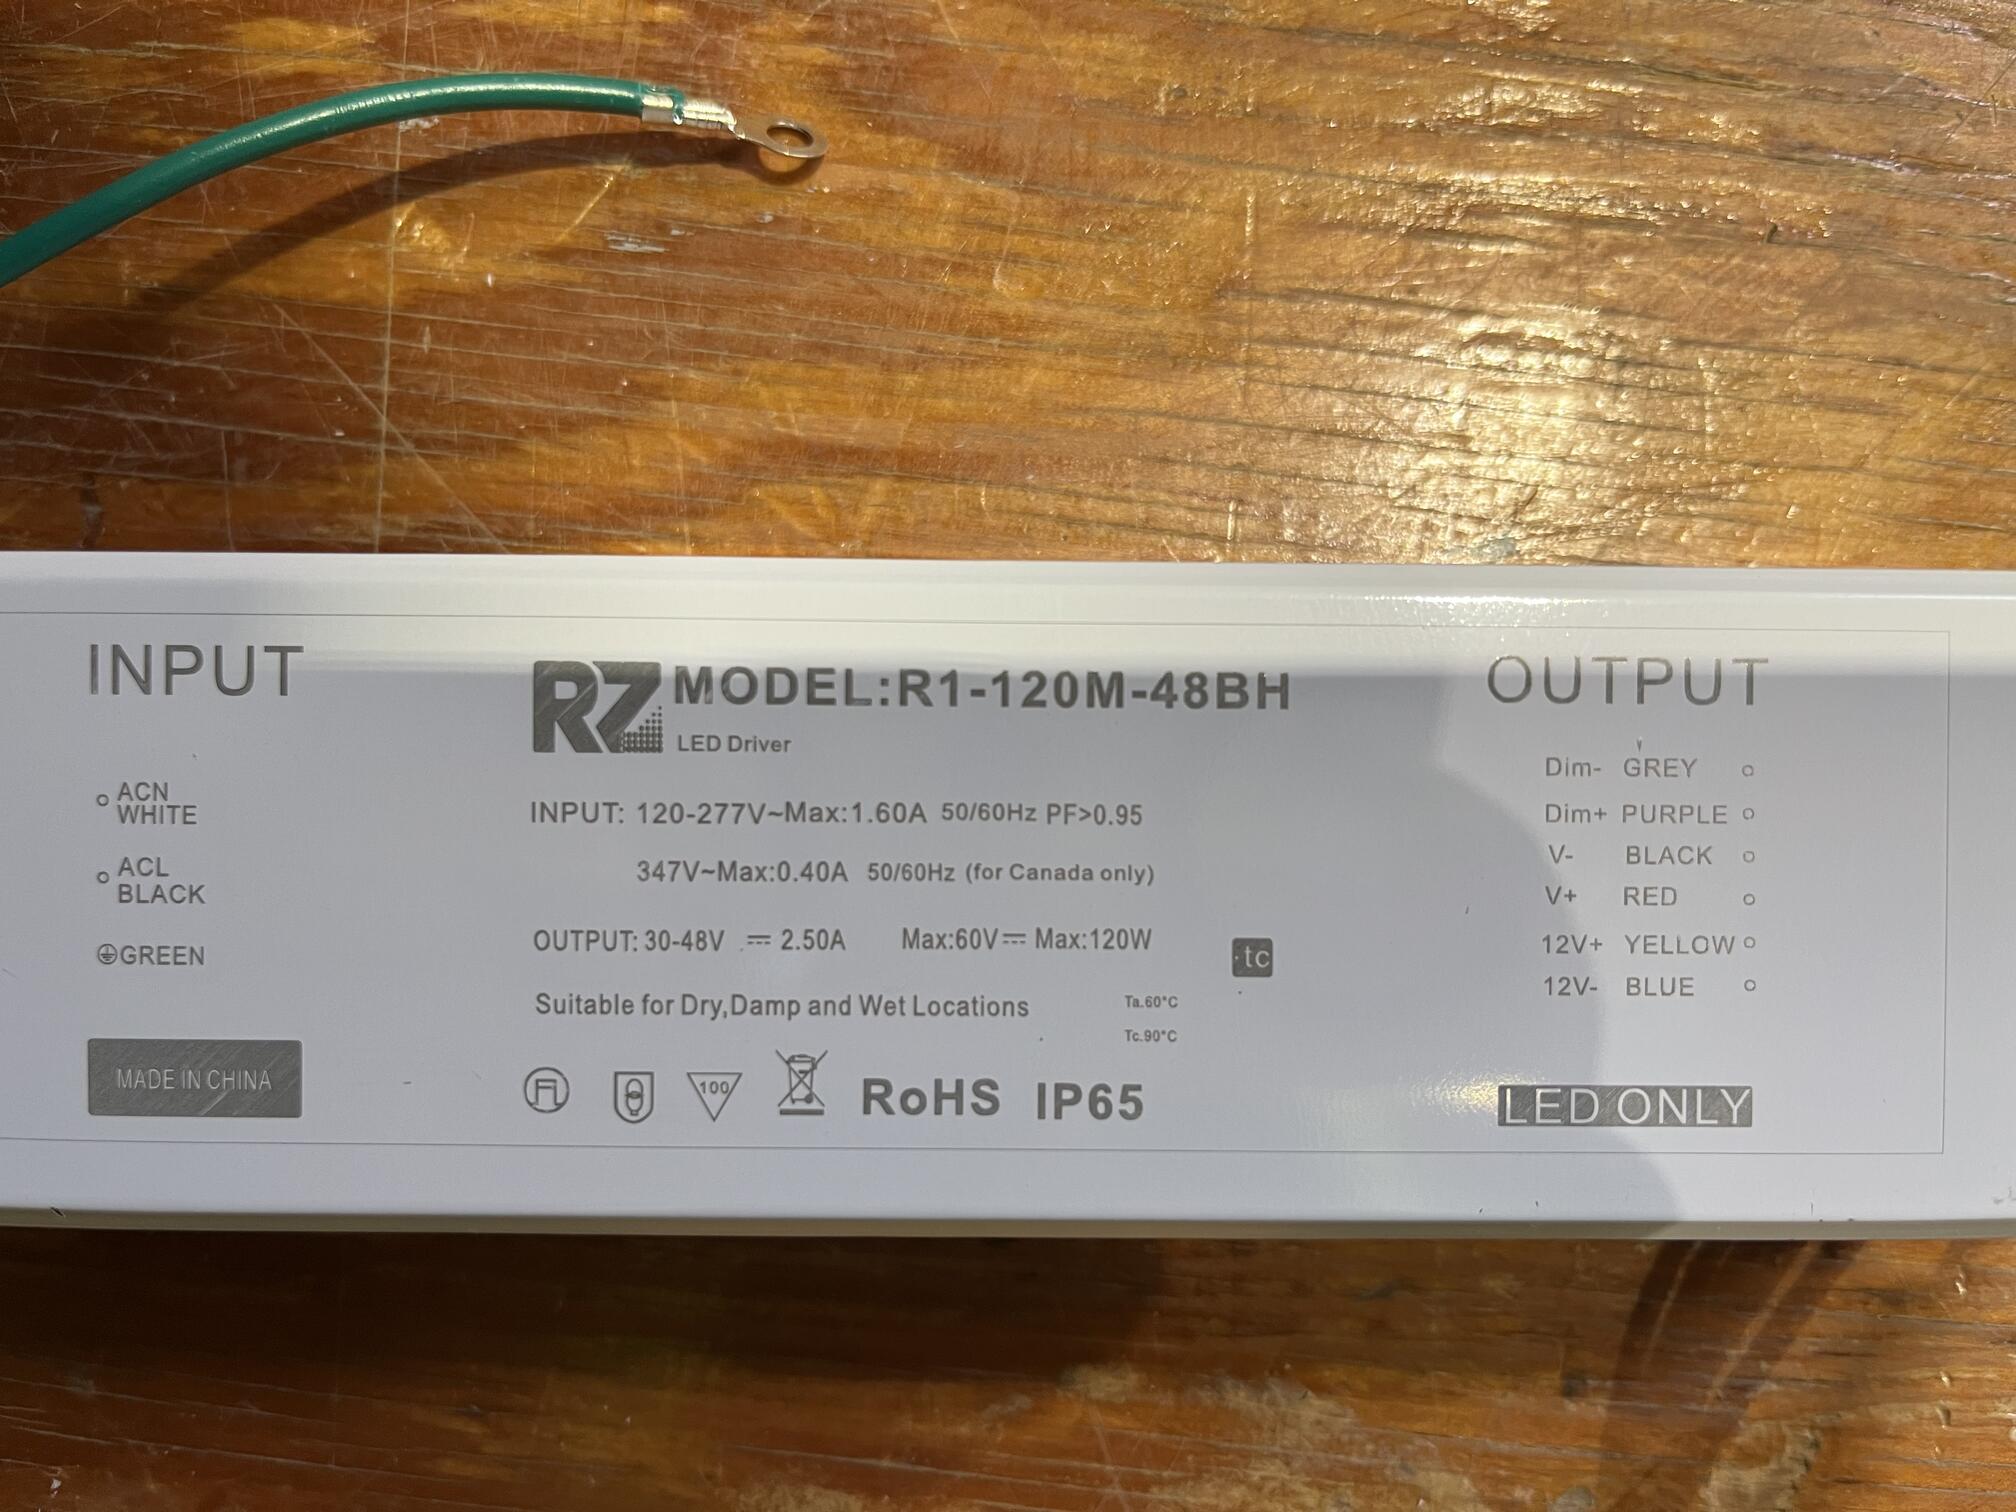 INPUT
ACN
WHITE
ACL
BLACK
GREEN
MADE IN CHINA
RZ MODEL:R1-120M-48BH
LED Driver
INPUT: 120-277V~Max:1.60A 50/60Hz PF>0.95
347V~Max:0.40A 50/60Hz (for Canada only)
OUTPUT: 30-48V ⎓ 2.50A Max:60V⎓ Max:120W
tc
Suitable for Dry,Damp and Wet Locations
Ta.60°C
Tc.90°C
100
RoHS IP65
OUTPUT
Dim- GREY
Dim+ PURPLE
V- BLACK
V+ RED
12V+ YELLOW
12V- BLUE
LED ONLY